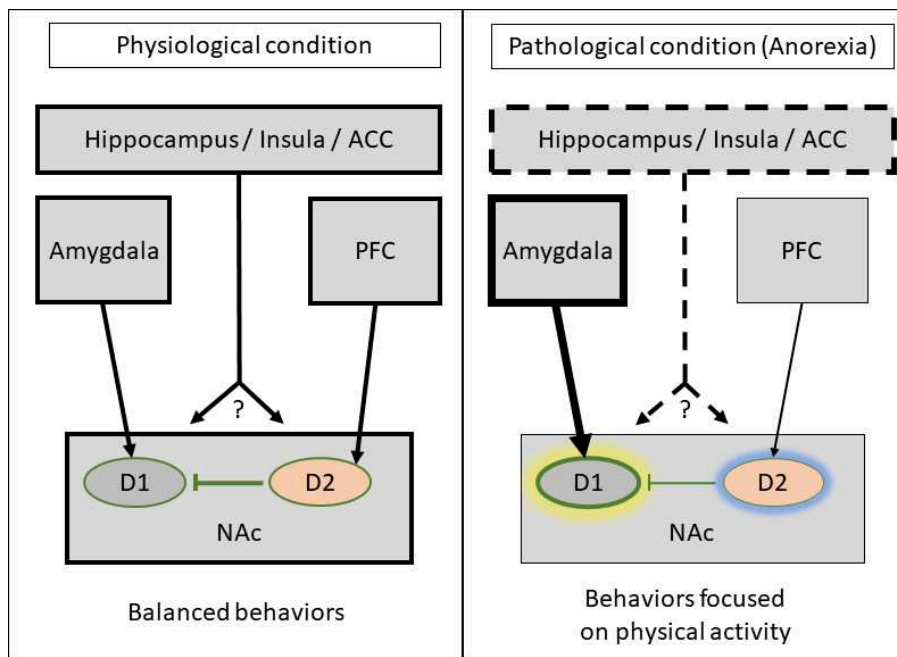 Physiological condition
Hippocampus / Insula / ACC
Amygdala
PFC
?
D1
D2
NAc
Balanced behaviors
Pathological condition (Anorexia)
Hippocampus / Insula / ACC
Amygdala
PFC
?
D1
D2
NAc
Behaviors focused
on physical activity